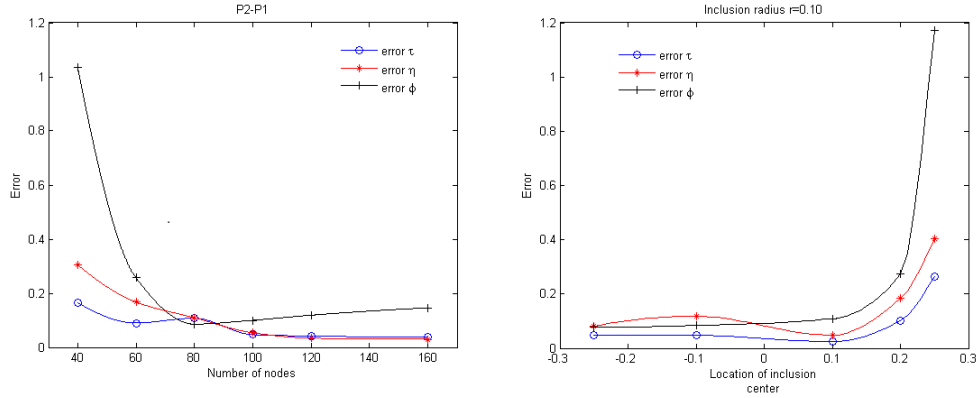 P2-P1
1.2
1
0.8
0.6
0.4
0.2
0
Error
error τ
error η
error ϕ
40 60 80 100 120 140 160
Number of nodes
Inclusion radius r=0.10
1.2
1
0.8
0.6
0.4
0.2
0
Error
error τ
error η
error ϕ
-0.3 -0.2 -0.1 0 0.1 0.2 0.3
Location of inclusion
center